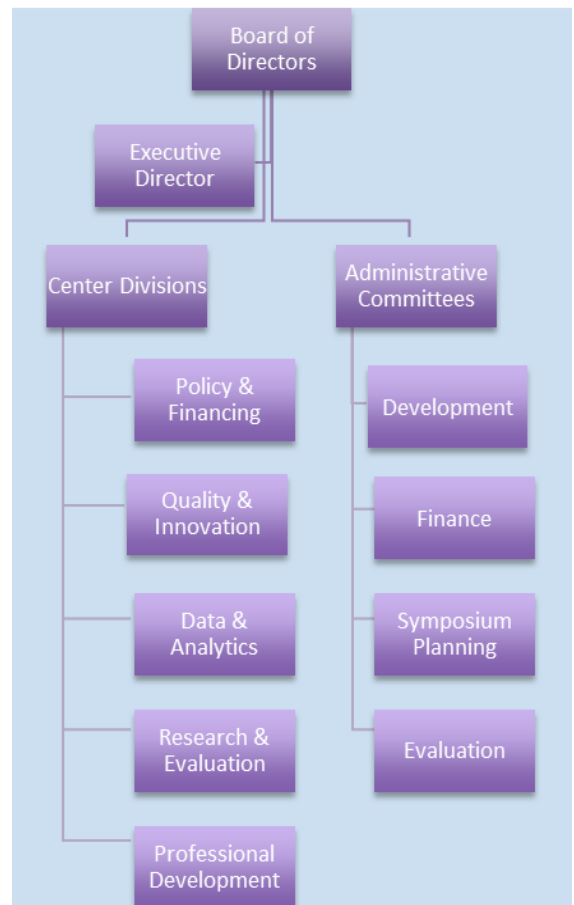 Board of
Directors
Executive
Director
Center Divisions
Administrative
Committees
Policy &
Financing
Quality &
Innovation
Data &
Analytics
Research &
Evaluation
Professional
Development
Development
Finance
Symposium
Planning
Evaluation